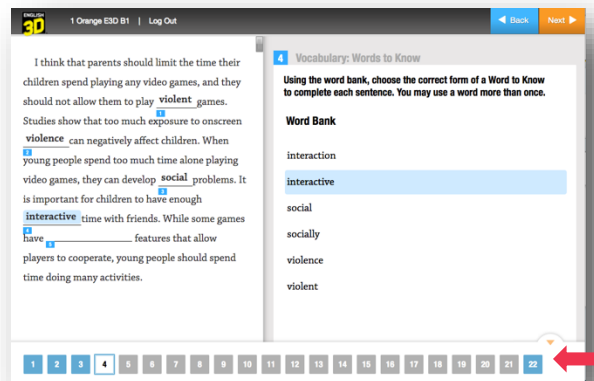 ENGLISH
3D
1 Orange E3D B1 | Log Out
Back
Next
I think that parents should limit the time their
children spend playing any video games, and they
should not allow them to play violent games.
1
Studies show that too much exposure to onscreen
violence can negatively affect children. When
2
young people spend too much time alone playing
video games, they can develop social problems. It
3
is important for children to have enough
interactive time with friends. While some games
4
have features that allow
5
players to cooperate, young people should spend
time doing many activities.
4 Vocabulary: Words to Know
Using the word bank, choose the correct form of a Word to Know
to complete each sentence. You may use a word more than once.
Word Bank
interaction
interactive
social
socially
violence
violent
1 2 3 4 5 6 7 8 9 10 11 12 13 14 15 16 17 18 19 20 21 22